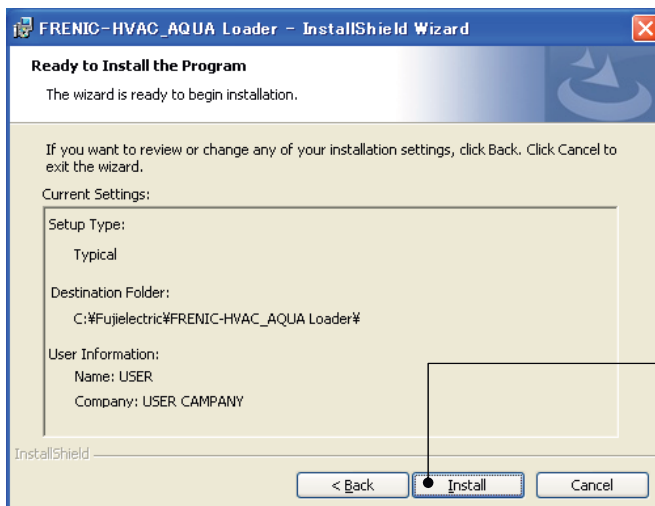 FRENIC-HVAC_AQUA Loader - InstallShield Wizard
Ready to Install the Program
The wizard is ready to begin installation.
If you want to review or change any of your installation settings, click Back. Click Cancel to
exit the wizard.
Current Settings:
Setup Type:
Typical
Destination Folder:
C:¥Fujielectric¥FRENIC-HVAC_AQUA Loader¥
User Information:
Name: USER
Company: USER CAMPANY
InstallShield
< Back
Install
Cancel